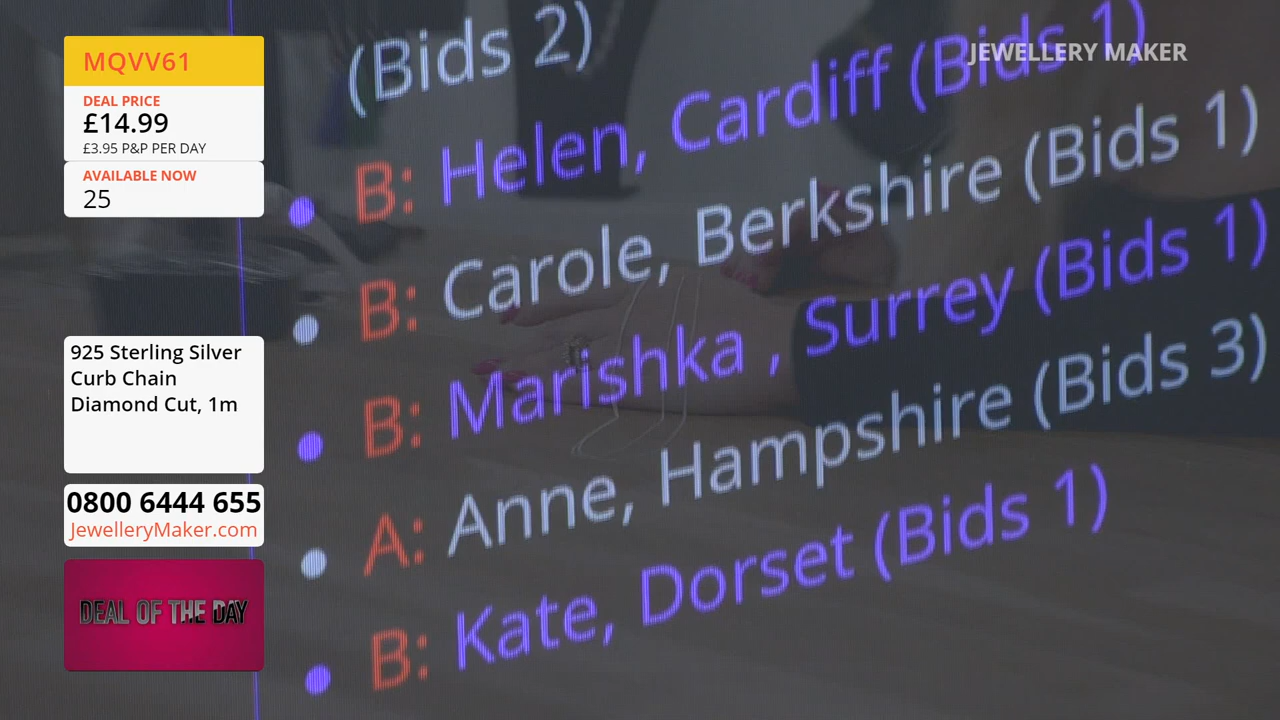 MQVV61
DEAL PRICE
£14.99
£3.95 P&P PER DAY
AVAILABLE NOW
25
925 Sterling Silver
Curb Chain
Diamond Cut, 1m
0800 6444 655
JewelleryMaker.com
DEAL OF THE DAY
JEWELLERY MAKER
(Bids 2)
B: Helen, Cardiff (Bids 1)
B: Carole, Berkshire (Bids 1)
B: Marishka , Surrey (Bids 1)
A: Anne, Hampshire (Bids 3)
B: Kate, Dorset (Bids 1)